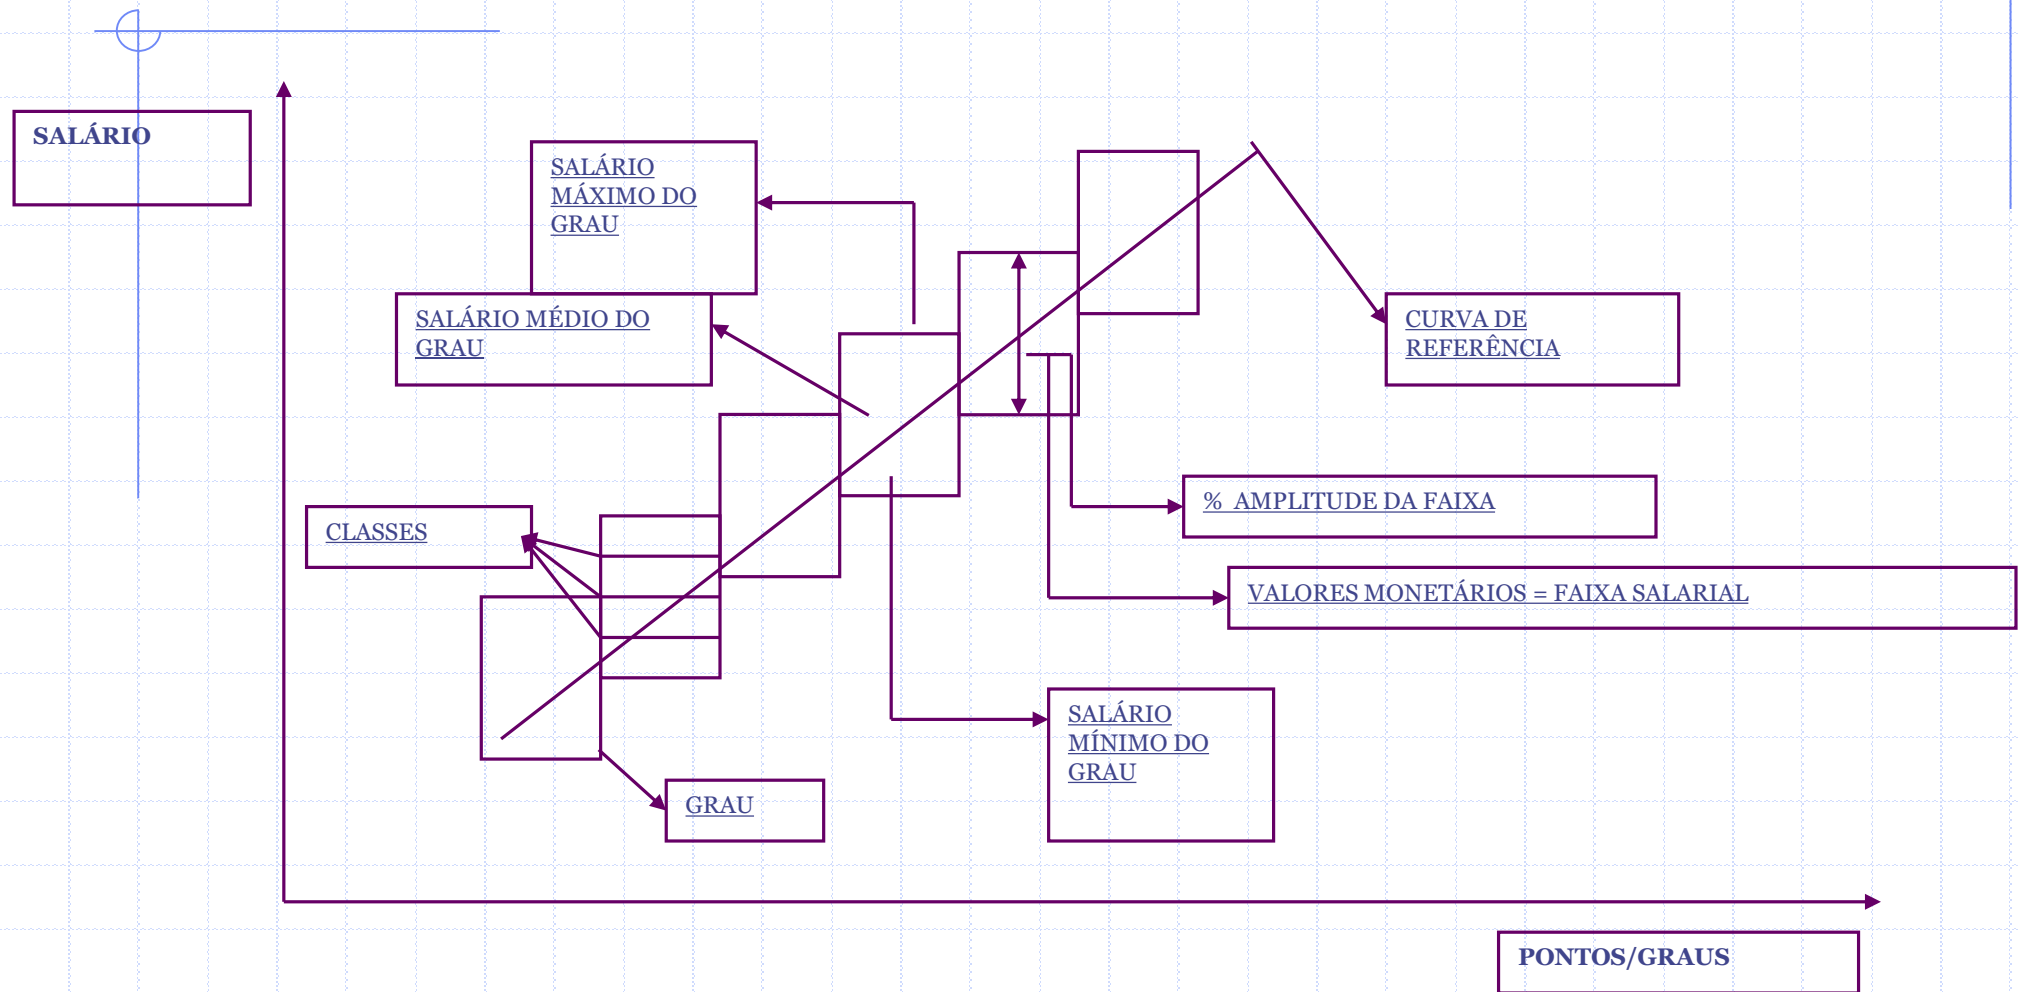 SALÁRIO
SALÁRIO
MÁXIMO DO
GRAU
SALÁRIO MÉDIO DO
GRAU
CURVA DE
REFERÊNCIA
% AMPLITUDE DA FAIXA
CLASSES
VALORES MONETÁRIOS = FAIXA SALARIAL
SALÁRIO
MÍNIMO DO
GRAU
GRAU
PONTOS/GRAUS